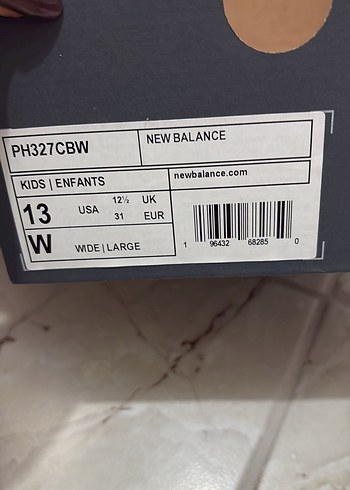 PH327CBW
NEW BALANCE
KIDS | ENFANTS
newbalance.com
13 USA 12½ UK
31 EUR
W WIDE | LARGE
1 96432 68285 0